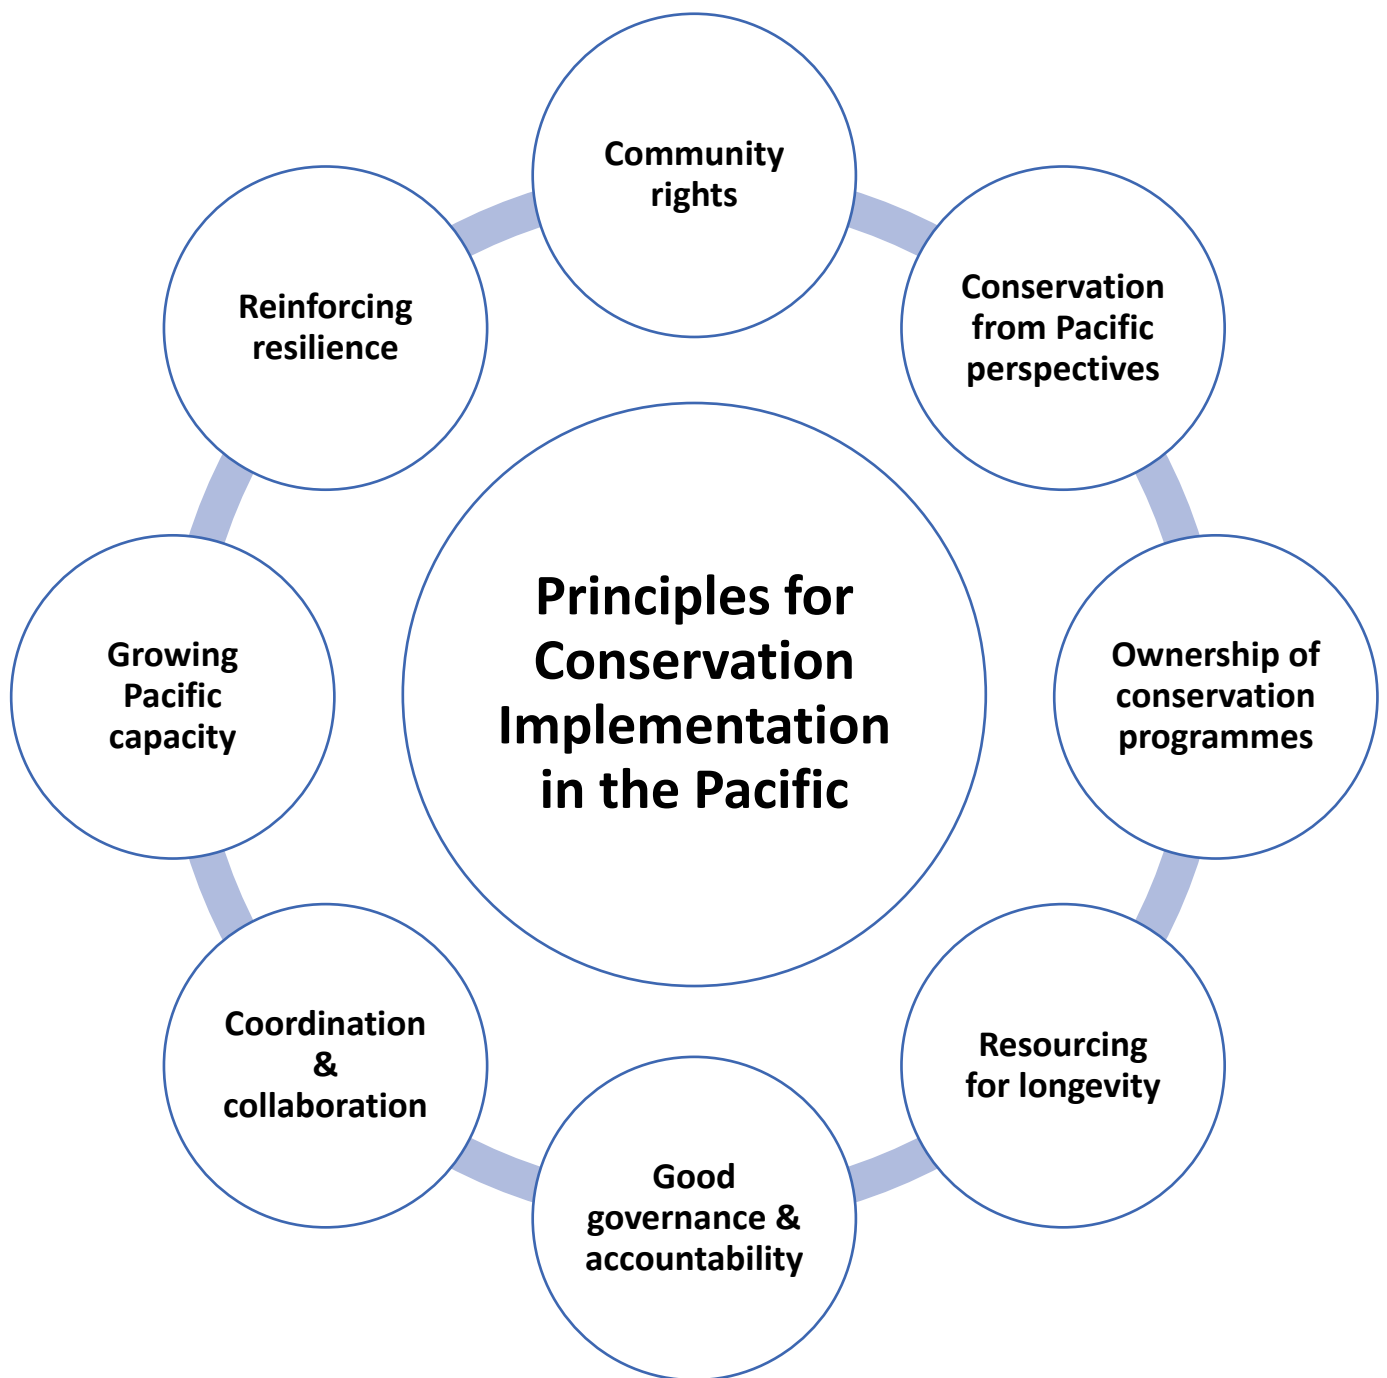 Community
rights
Conservation
from Pacific
perspectives
Ownership of
conservation
programmes
Resourcing
for longevity
Good
governance &
accountability
Coordination
&
collaboration
Growing
Pacific
capacity
Reinforcing
resilience
Principles for
Conservation
Implementation
in the Pacific